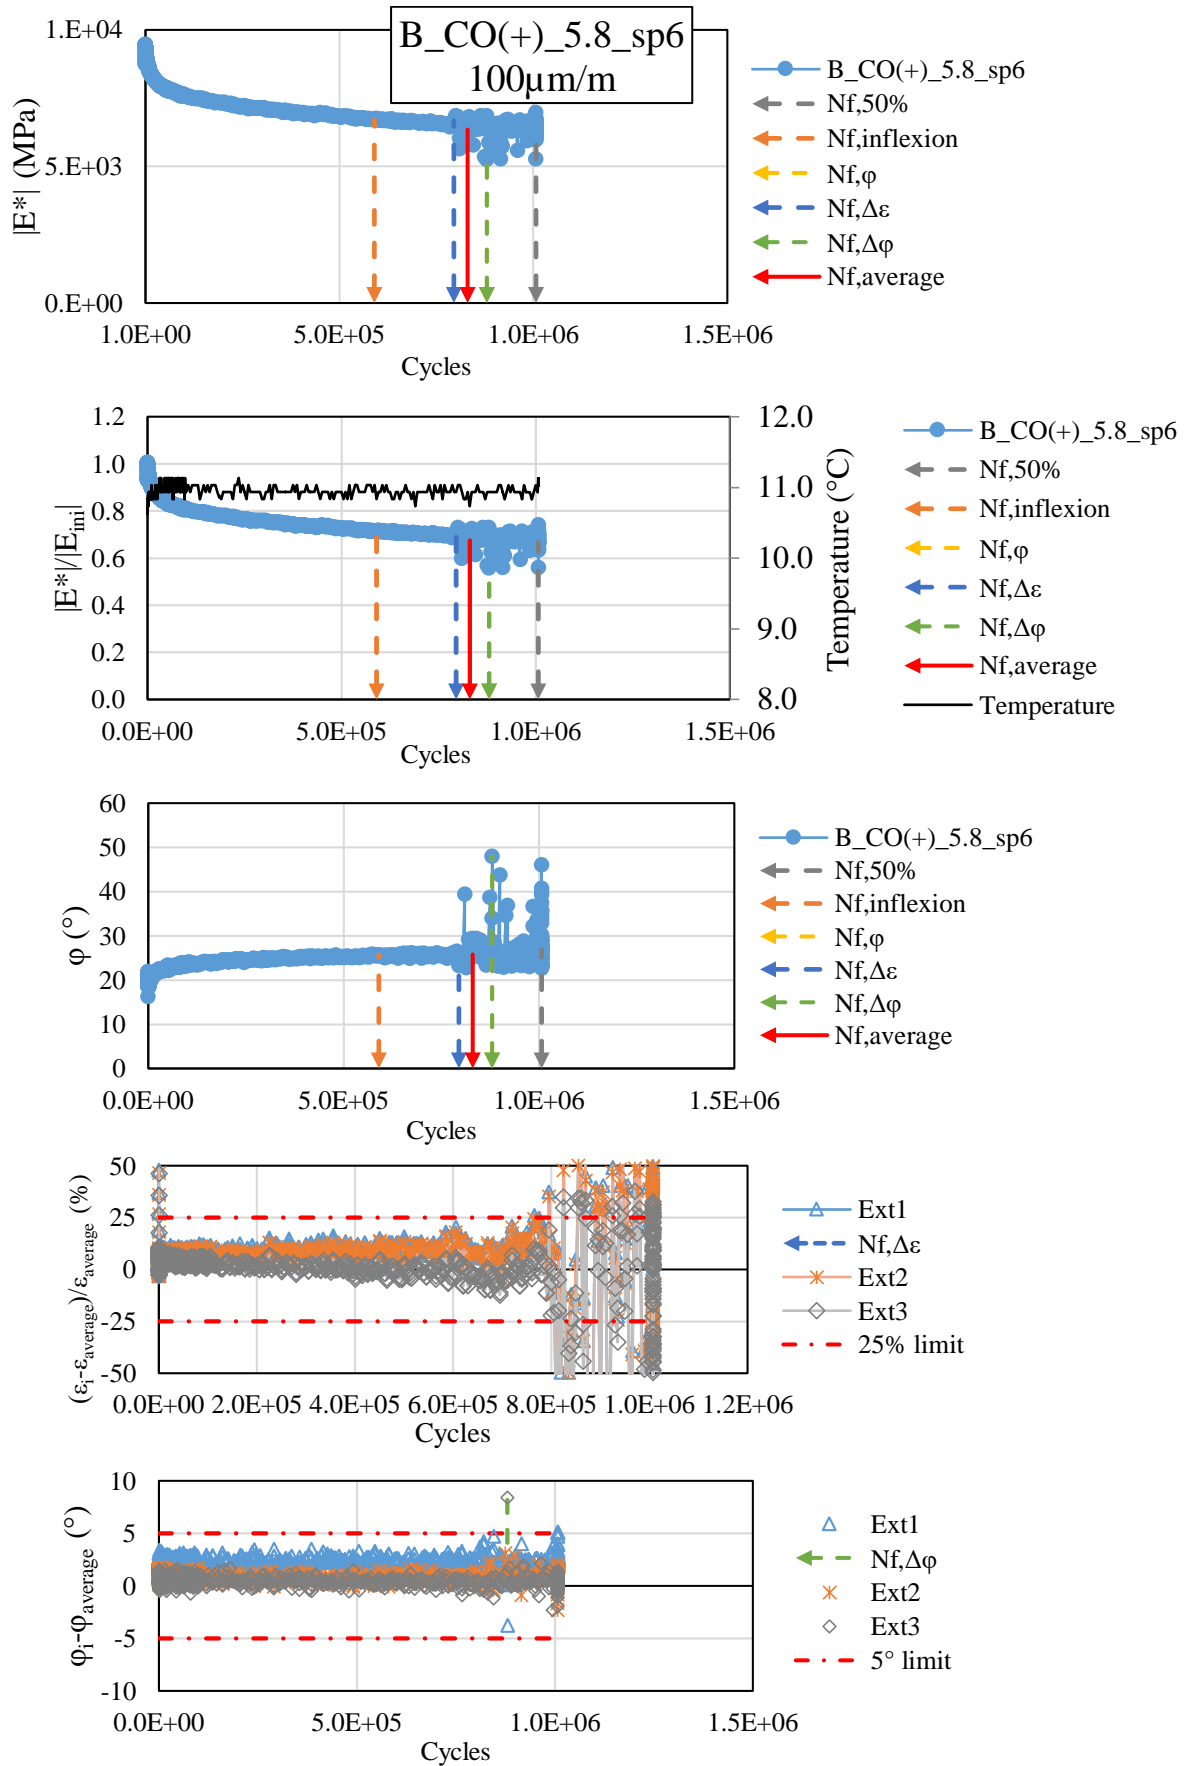 B_CO(+)_5.8_sp6
100µm/m
1.E+04
5.E+03
0.E+00
|E*| (MPa)
1.0E+00
5.0E+05
1.0E+06
1.5E+06
Cycles
B_CO(+)_5.8_sp6
Nf,50%
Nf,inflexion
Nf,φ
Nf,Δε
Nf,Δφ
Nf,average
1.2
1.0
0.8
0.6
0.4
0.2
0.0
|E*|/|E_ini|
12.0
11.0
10.0
9.0
8.0
Temperature (°C)
0.0E+00
5.0E+05
1.0E+06
1.5E+06
Cycles
B_CO(+)_5.8_sp6
Nf,50%
Nf,inflexion
Nf,φ
Nf,Δε
Nf,Δφ
Nf,average
Temperature
60
50
40
30
20
10
0
φ (°)
0.0E+00
5.0E+05
1.0E+06
1.5E+06
Cycles
B_CO(+)_5.8_sp6
Nf,50%
Nf,inflexion
Nf,φ
Nf,Δε
Nf,Δφ
Nf,average
50
25
0
-25
-50
(ε_i-ε_average)/ε_average (%)
0.0E+00
2.0E+05
4.0E+05
6.0E+05
8.0E+05
1.0E+06
1.2E+06
Cycles
Ext1
Nf,Δε
Ext2
Ext3
25% limit
10
5
0
-5
-10
φ_i-φ_average (°)
0.0E+00
5.0E+05
1.0E+06
1.5E+06
Cycles
Ext1
Nf,Δφ
Ext2
Ext3
5° limit